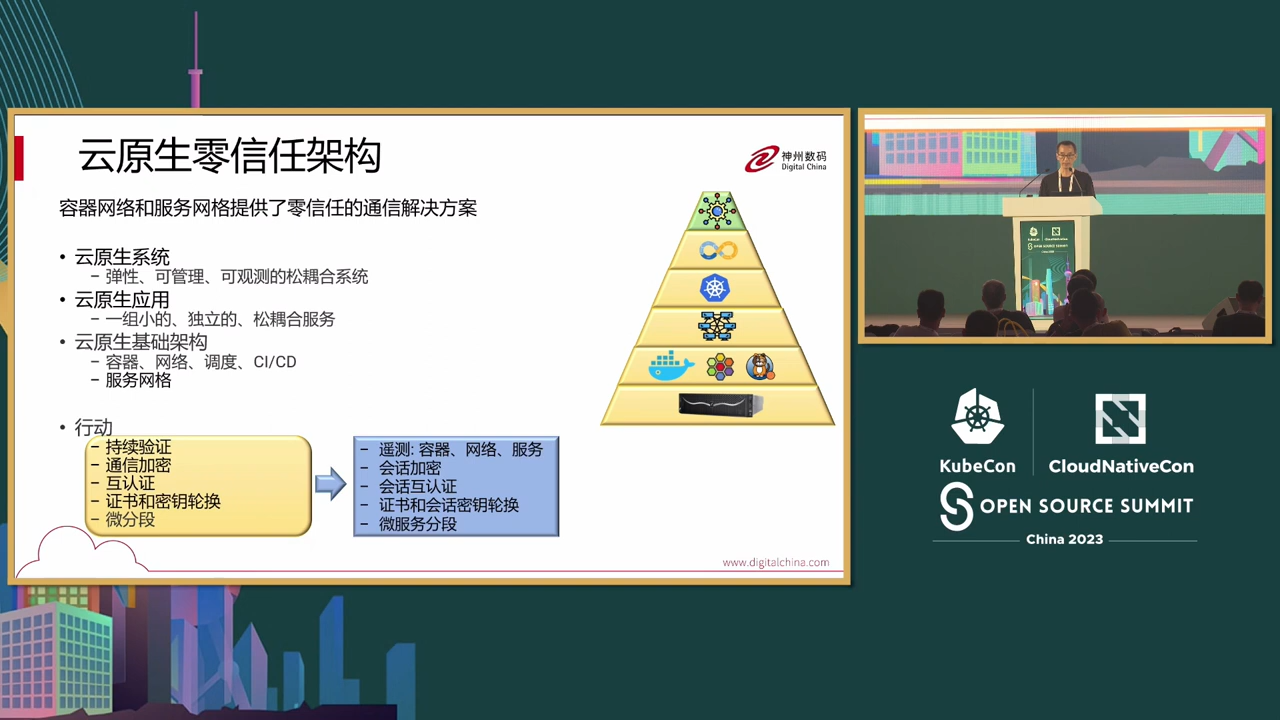 云原生零信任架构
神州数码
Digital China
容器网络和服务网格提供了零信任的通信解决方案
• 云原生系统
– 弹性、可管理、可观测的松耦合系统
• 云原生应用
– 一组小的、独立的、松耦合服务
• 云原生基础架构
– 容器、网络、调度、CI/CD
– 服务网格
• 行动
– 持续验证
– 通信加密
– 互认证
– 证书和密钥轮换
– 微分段
– 遥测: 容器、网络、服务
– 会话加密
– 会话互认证
– 证书和会话密钥轮换
– 微服务分段
www.digitalchina.com
KubeCon
CloudNativeCon
OPEN SOURCE SUMMIT
China 2023